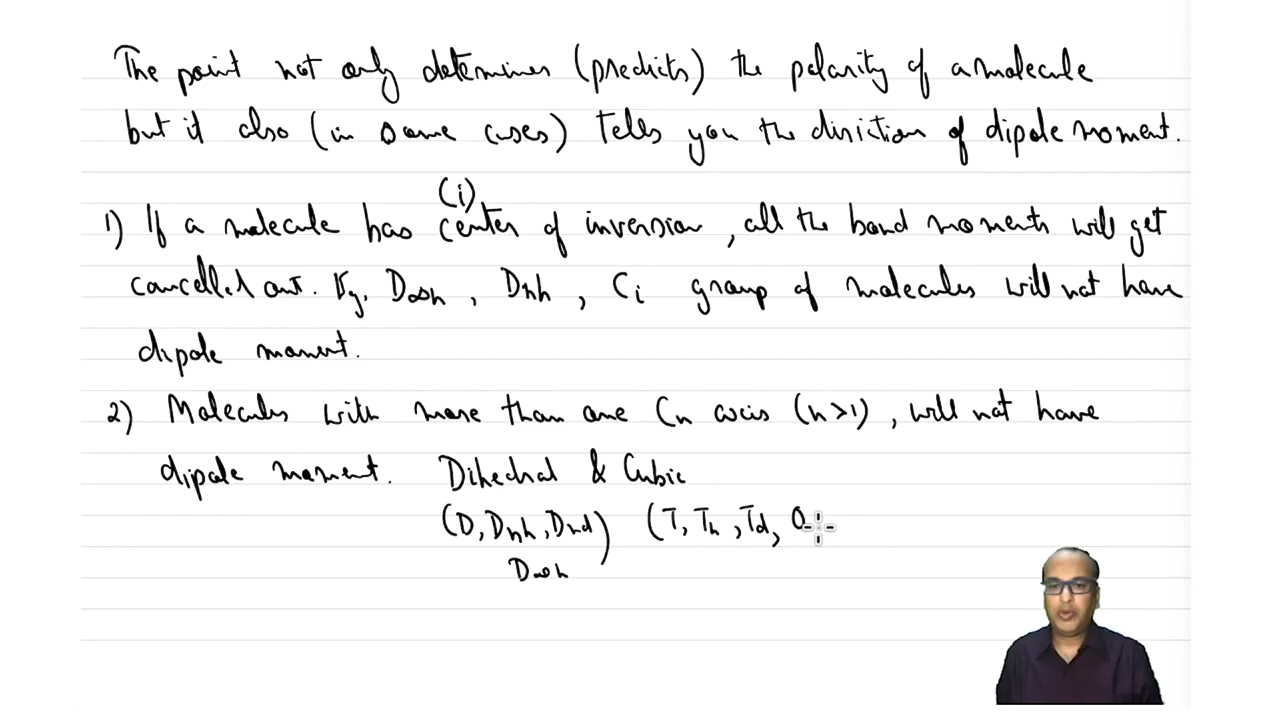 The point not only determines (predicts) the polarity of a molecule
but it also (in some cases) tells you the direction of dipole moment.
(i)
1) If a molecule has center of inversion, all the bond moments will get
cancelled out. Eg. D∞h, Dnh, Ci group of molecules will not have
dipole moment.
2) Molecules with more than one Cn axis (n>1), will not have
dipole moment. Dihedral & Cubic
(D, Dnh, Dnd) (T, Th, Td, O
D∞h